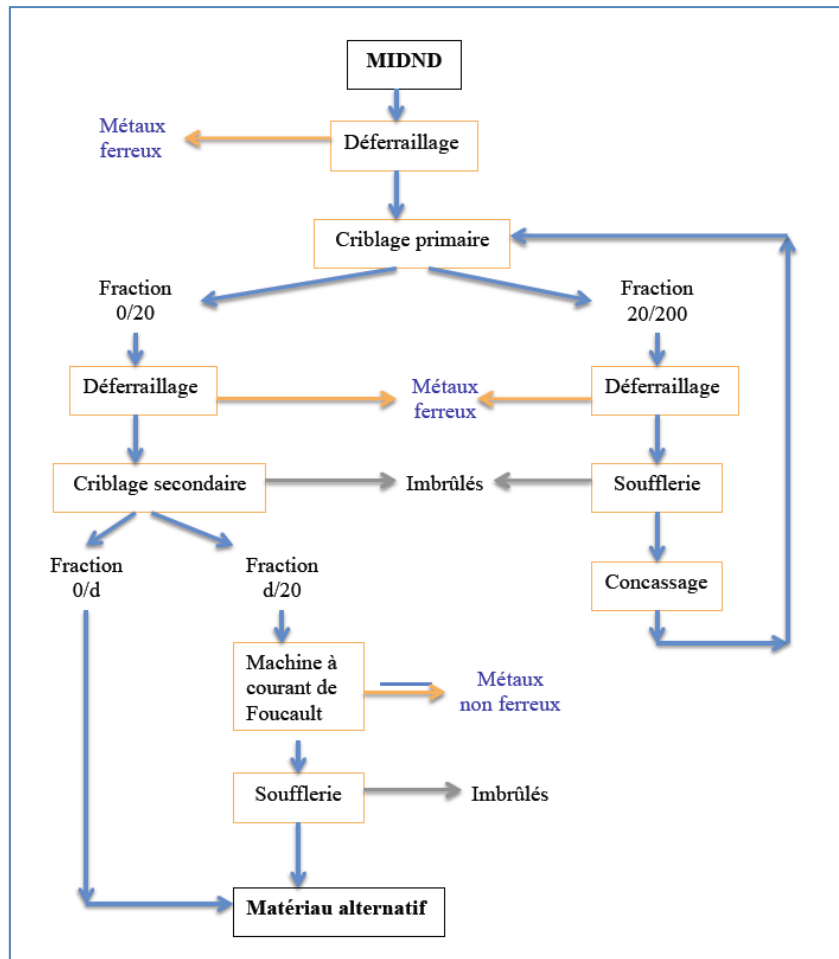 MIDND
Métaux
ferreux
Déferraillage
Criblage primaire
Fraction
0/20
Fraction
20/200
Déferraillage
Métaux
ferreux
Déferraillage
Criblage secondaire
Imbrûlés
Soufflerie
Fraction
0/d
Fraction
d/20
Concassage
Machine à
courant de
Foucault
Métaux
non ferreux
Soufflerie
Imbrûlés
Matériau alternatif